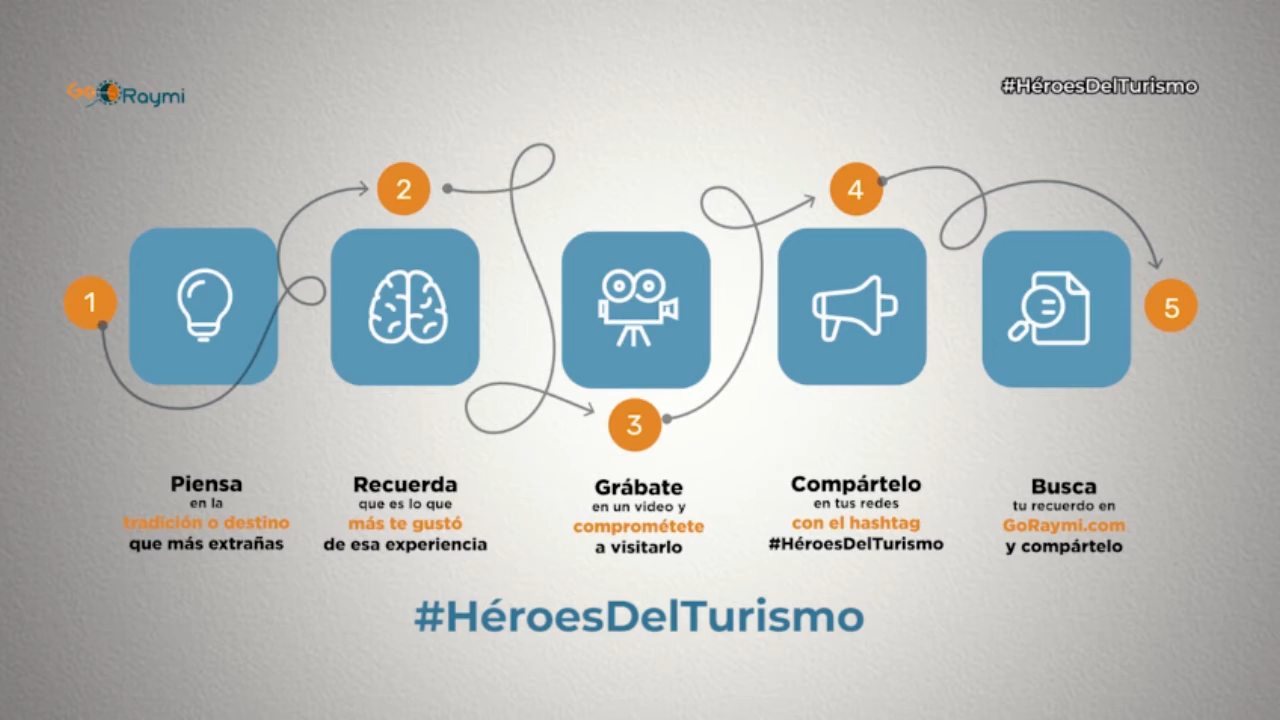 Go Raymi
#HéroesDelTurismo
1
2
3
4
5
Piensa
en la
tradición o destino
que más extrañas
Recuerda
que es lo que
más te gustó
de esa experiencia
Grábate
en un video y
comprométete
a visitarlo
Compártelo
en tus redes
con el hashtag
#HéroesDelTurismo
Busca
tu recuerdo en
GoRaymi.com
y compártelo
#HéroesDelTurismo